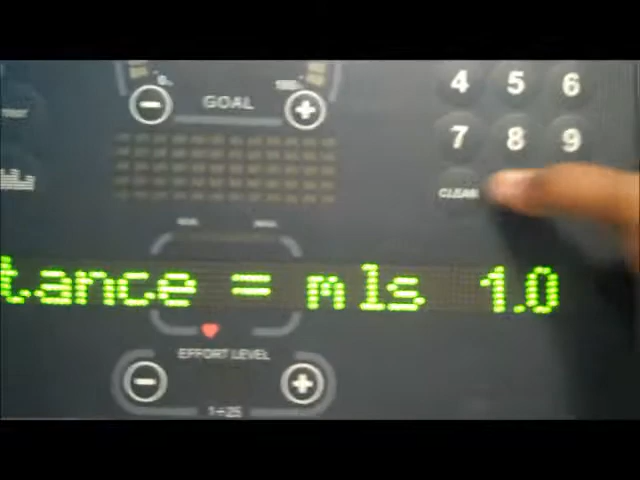 4 5 6
GOAL
7 8 9
CLEAR
tance = mls 1.0
EFFORT LEVEL
1-25